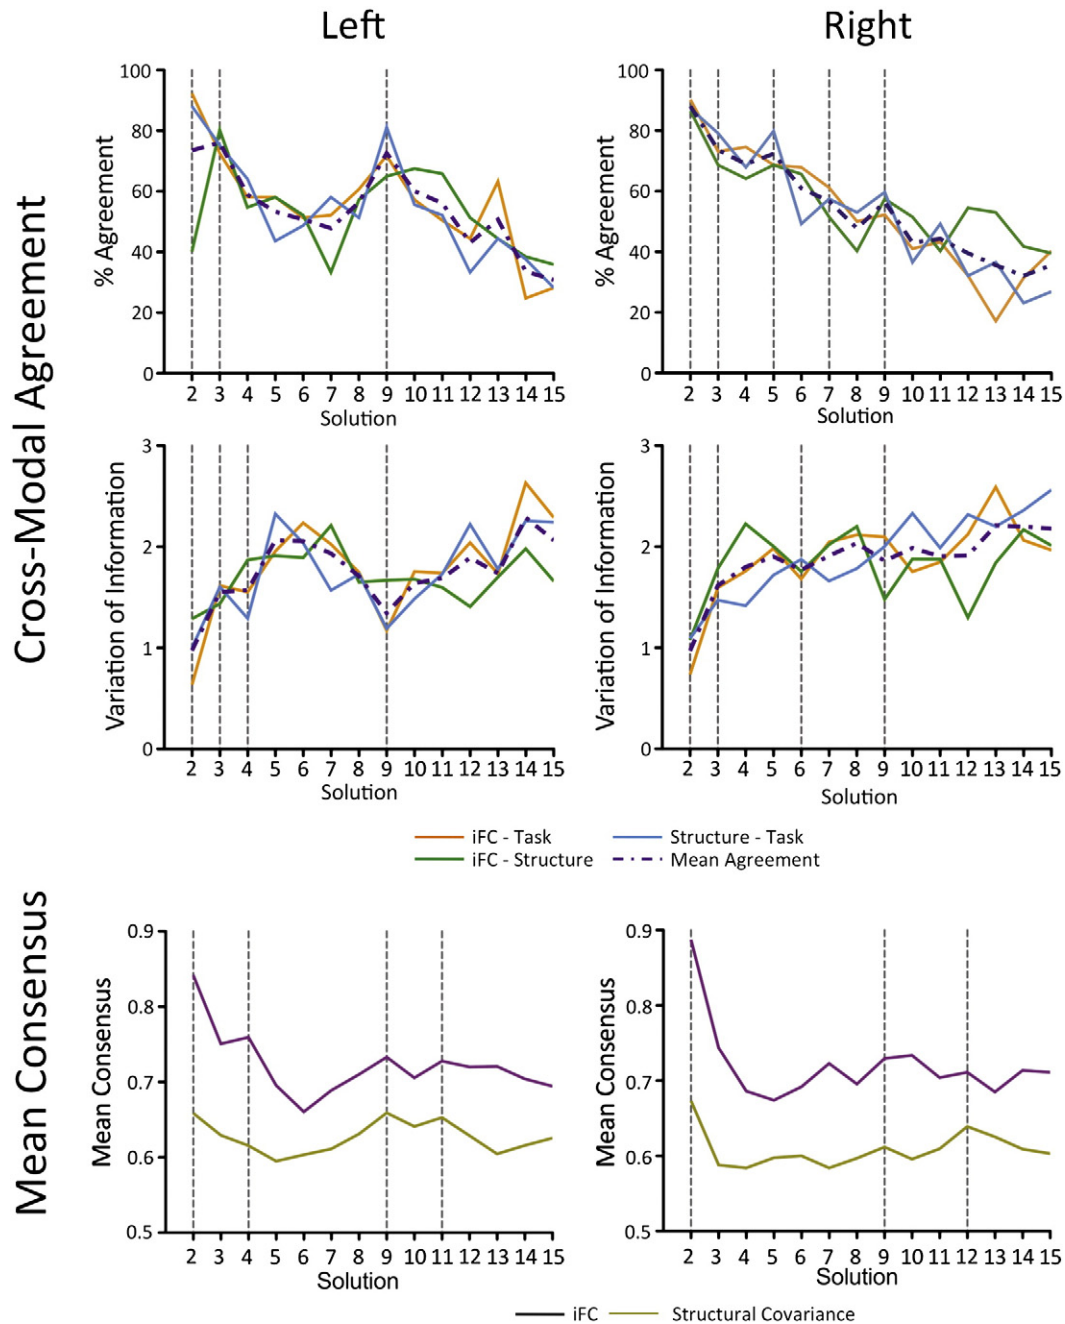 Left
Right
Cross-Modal Agreement
% Agreement
100
80
60
40
20
0
2 3 4 5 6 7 8 9 10 11 12 13 14 15
Solution
% Agreement
100
80
60
40
20
0
2 3 4 5 6 7 8 9 10 11 12 13 14 15
Solution
Variation of Information
3
2
1
0
2 3 4 5 6 7 8 9 10 11 12 13 14 15
Solution
Variation of Information
3
2
1
0
2 3 4 5 6 7 8 9 10 11 12 13 14 15
Solution
iFC - Task
Structure - Task
iFC - Structure
Mean Agreement
Mean Consensus
Mean Consensus
0.9
0.8
0.7
0.6
0.5
2 3 4 5 6 7 8 9 10 11 12 13 14 15
Solution
Mean Consensus
0.9
0.8
0.7
0.6
0.5
2 3 4 5 6 7 8 9 10 11 12 13 14 15
Solution
iFC
Structural Covariance